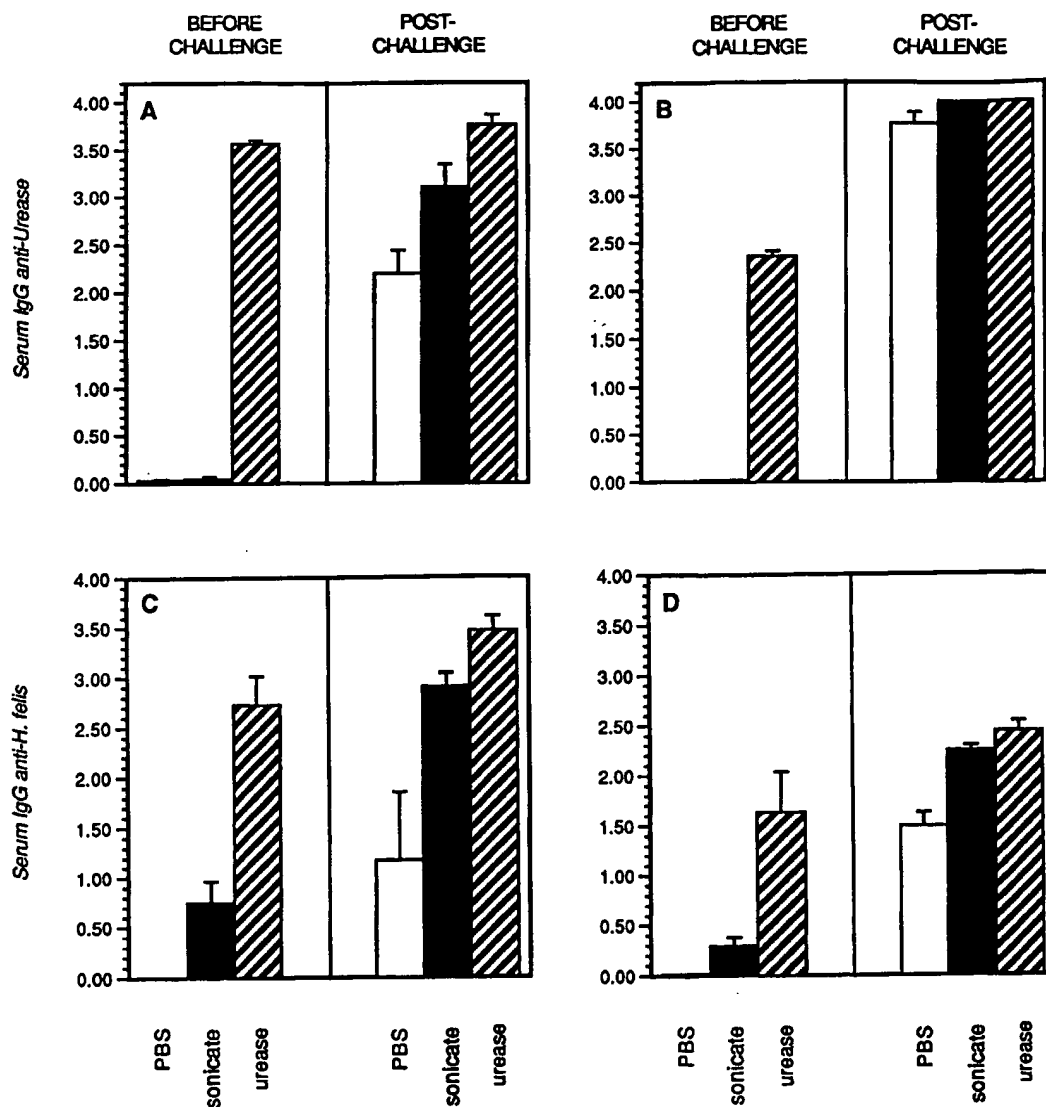 BEFORE CHALLENGE
POST- CHALLENGE
BEFORE CHALLENGE
POST- CHALLENGE
Serum IgG anti-Urease
A
4.00
3.50
3.00
2.50
2.00
1.50
1.00
0.50
0.00
B
4.00
3.50
3.00
2.50
2.00
1.50
1.00
0.50
0.00
Serum IgG anti-H. felis
C
4.00
3.50
3.00
2.50
2.00
1.50
1.00
0.50
0.00
D
4.00
3.50
3.00
2.50
2.00
1.50
1.00
0.50
0.00
PBS
sonicate
urease
PBS
sonicate
urease
PBS
sonicate
urease
PBS
sonicate
urease